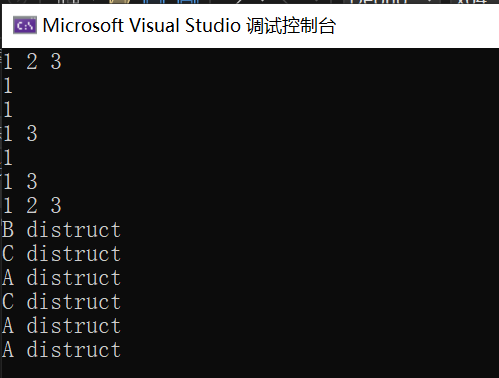 Microsoft Visual Studio 调试控制台
1 2 3
1
1
1 3
1
1 3
1 2 3
B distruct
C distruct
A distruct
C distruct
A distruct
A distruct